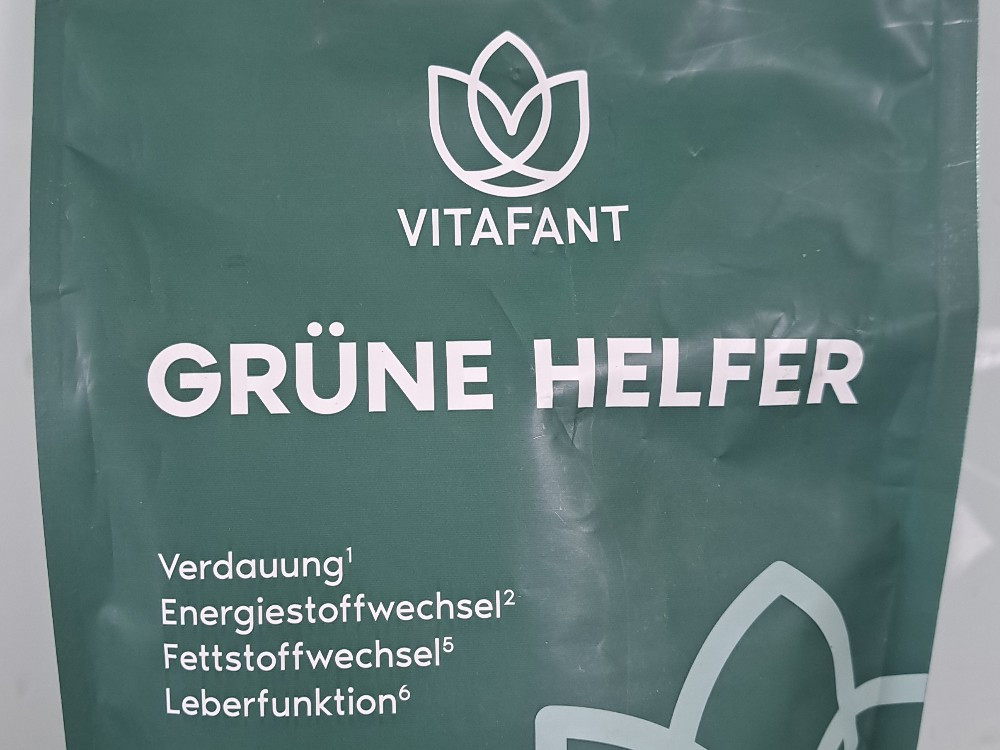 VITAFANT
GRÜNE HELFER
Verdauung¹
Energiestoffwechsel²
Fettstoffwechsel⁵
Leberfunktion⁶